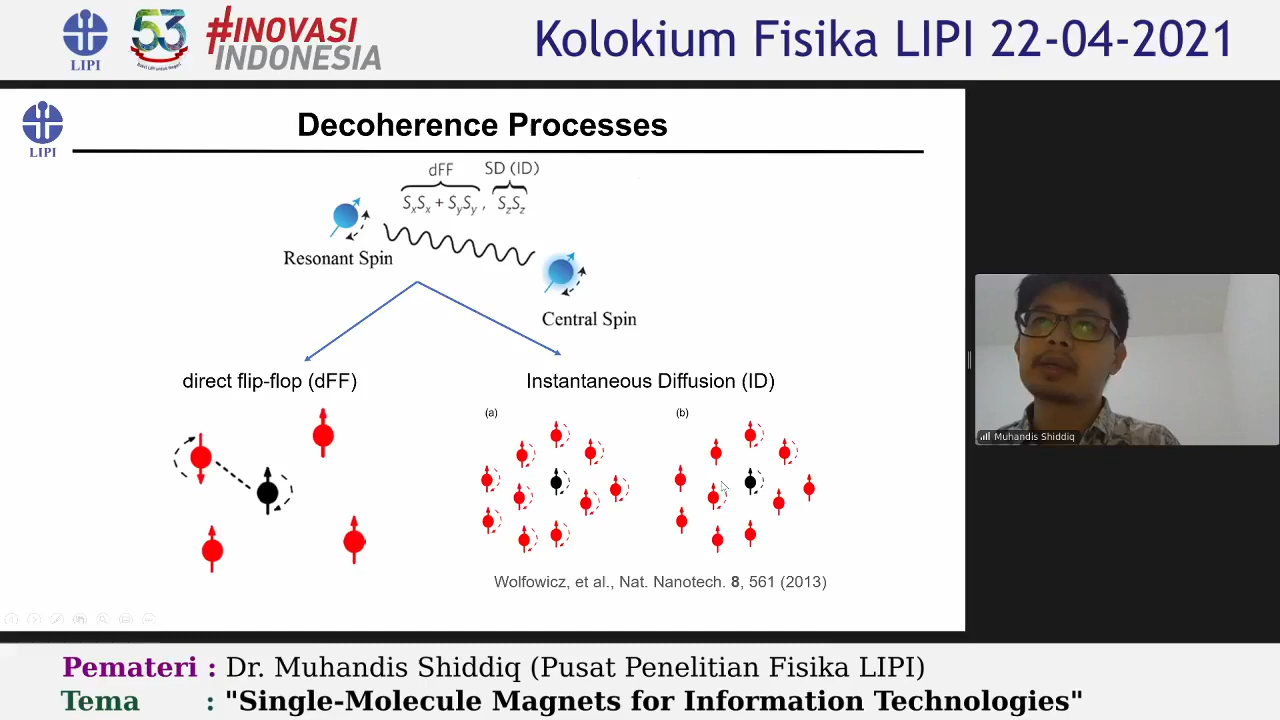 LIPI
53
#INOVASI
INDONESIA
Kolokium Fisika LIPI 22-04-2021
LIPI
Decoherence Processes
dFF SD (ID)
SxSx + SySy , SzSz
Resonant Spin
Central Spin
direct flip-flop (dFF)
Instantaneous Diffusion (ID)
(a) (b)
Wolfowicz, et al., Nat. Nanotech. 8, 561 (2013)
Muhandis Shiddiq
Pemateri : Dr. Muhandis Shiddiq (Pusat Penelitian Fisika LIPI)
Tema : "Single-Molecule Magnets for Information Technologies"